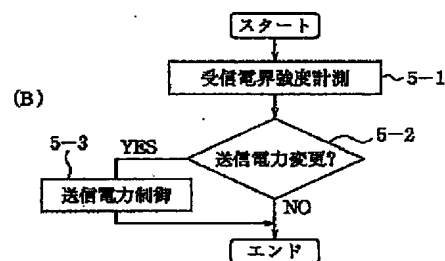 スタート
受信電界強度計測
5-1
(B)
5-2
5-3
YES
送信電力変更?
送信電力制御
NO
エンド